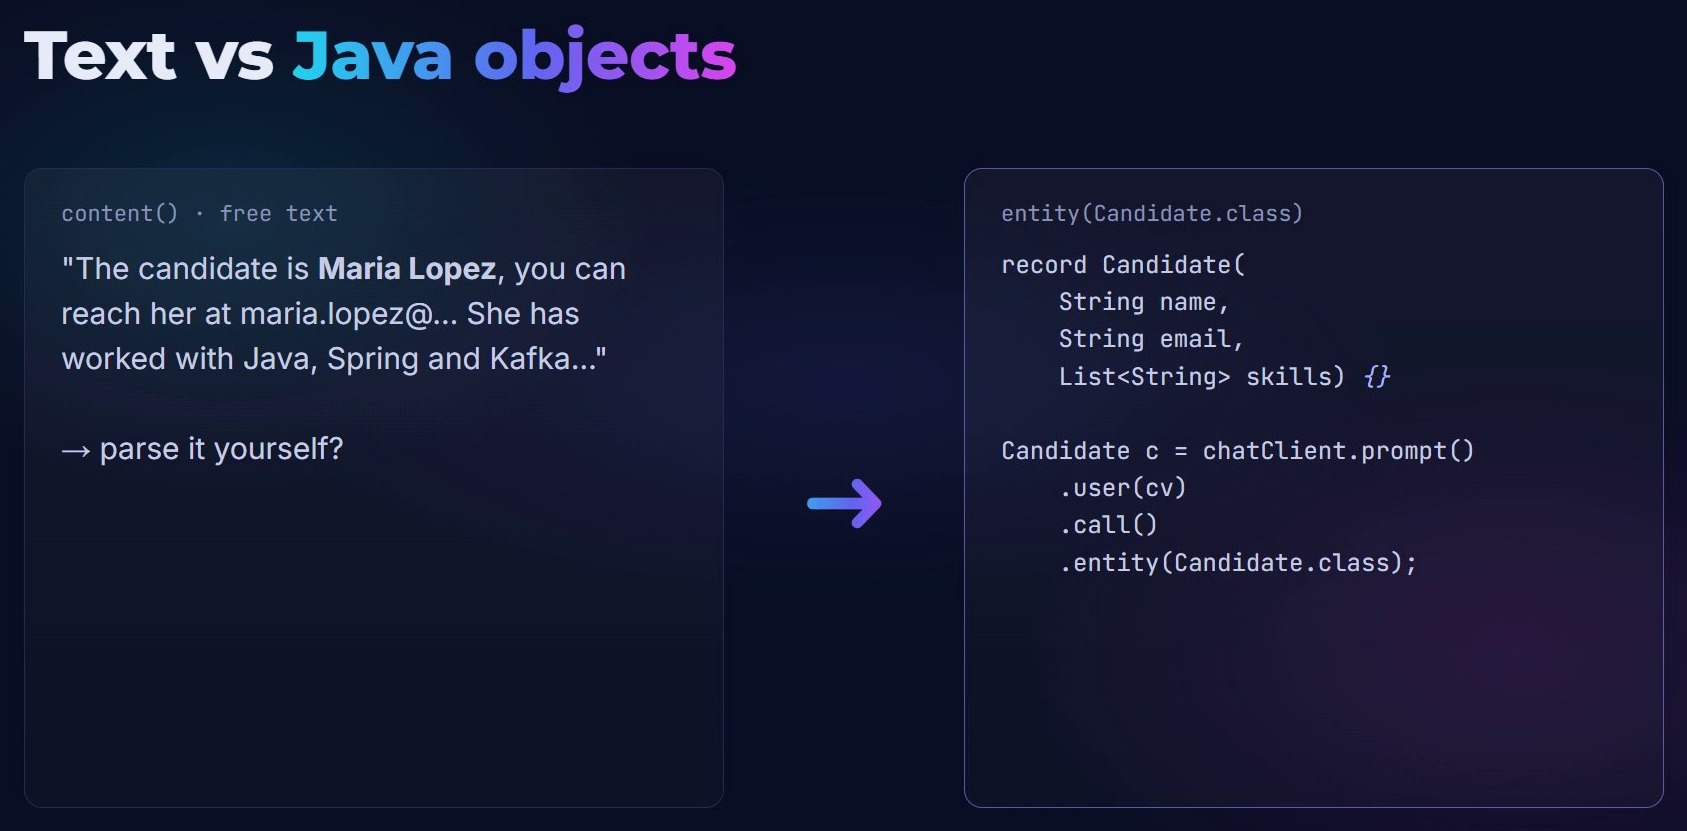 Text vs Java objects
content() · free text
"The candidate is Maria Lopez, you can
reach her at maria.lopez@... She has
worked with Java, Spring and Kafka..."
→ parse it yourself?
→
entity(Candidate.class)
record Candidate(
    String name,
    String email,
    List<String> skills) {}
Candidate c = chatClient.prompt()
    .user(cv)
    .call()
    .entity(Candidate.class);